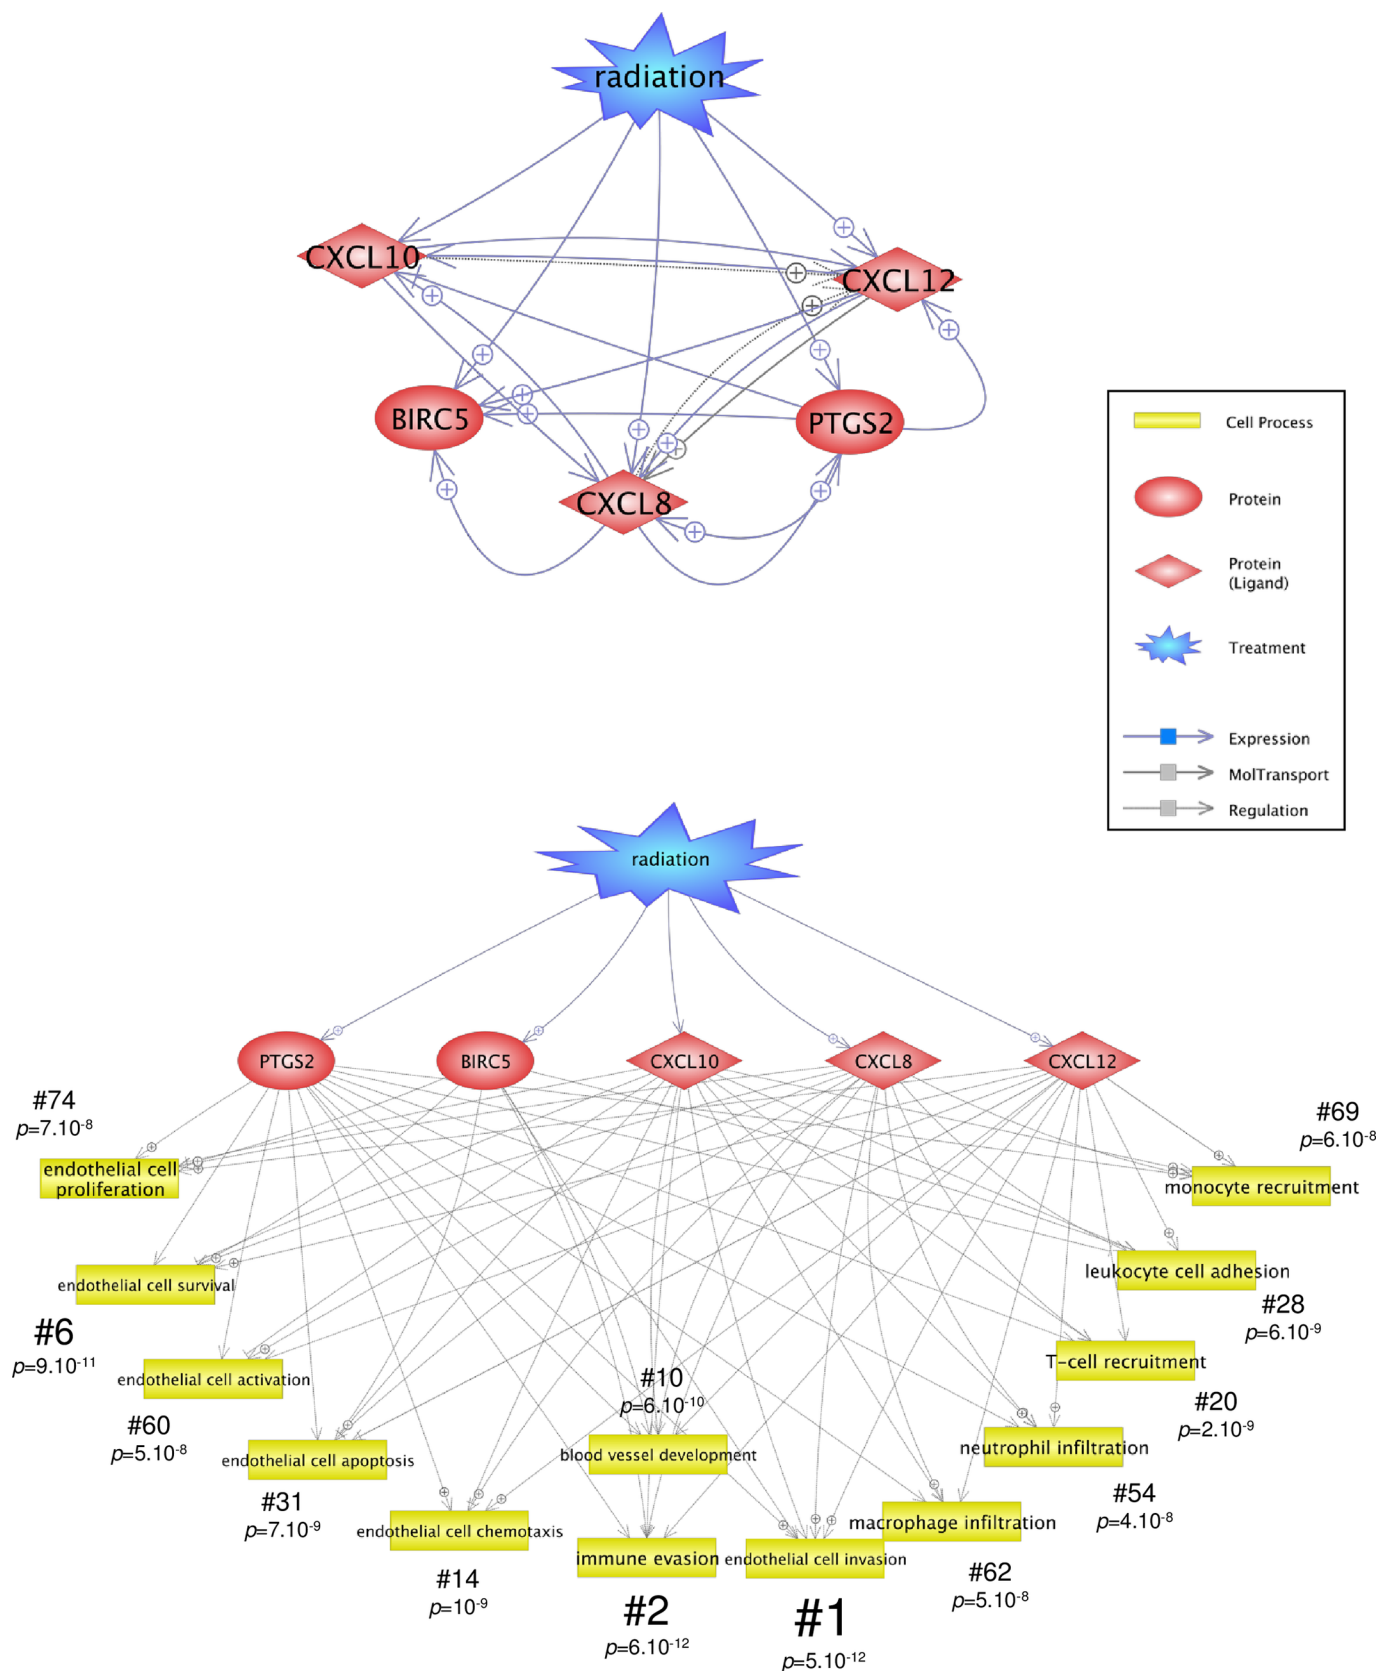 radiation
CXCL10
CXCL12
BIRC5
PTGS2
CXCL8
Cell Process
Protein
Protein
(Ligand)
Treatment
Expression
MolTransport
Regulation
radiation
PTGS2
BIRC5
CXCL10
CXCL8
CXCL12
#74
p=7.10-8
endothelial cell
proliferation
#69
p=6.10-8
monocyte recruitment
endothelial cell survival
#6
p=9.10-11
leukocyte cell adhesion
#28
p=6.10-9
endothelial cell activation
#60
p=5.10-8
T-cell recruitment
#20
p=2.10-9
#10
p=6.10-10
blood vessel development
endothelial cell apoptosis
#31
p=7.10-9
neutrophil infiltration
#54
p=4.10-8
endothelial cell chemotaxis
#14
p=10-9
macrophage infiltration
#62
p=5.10-8
immune evasion
#2
p=6.10-12
endothelial cell invasion
#1
p=5.10-12